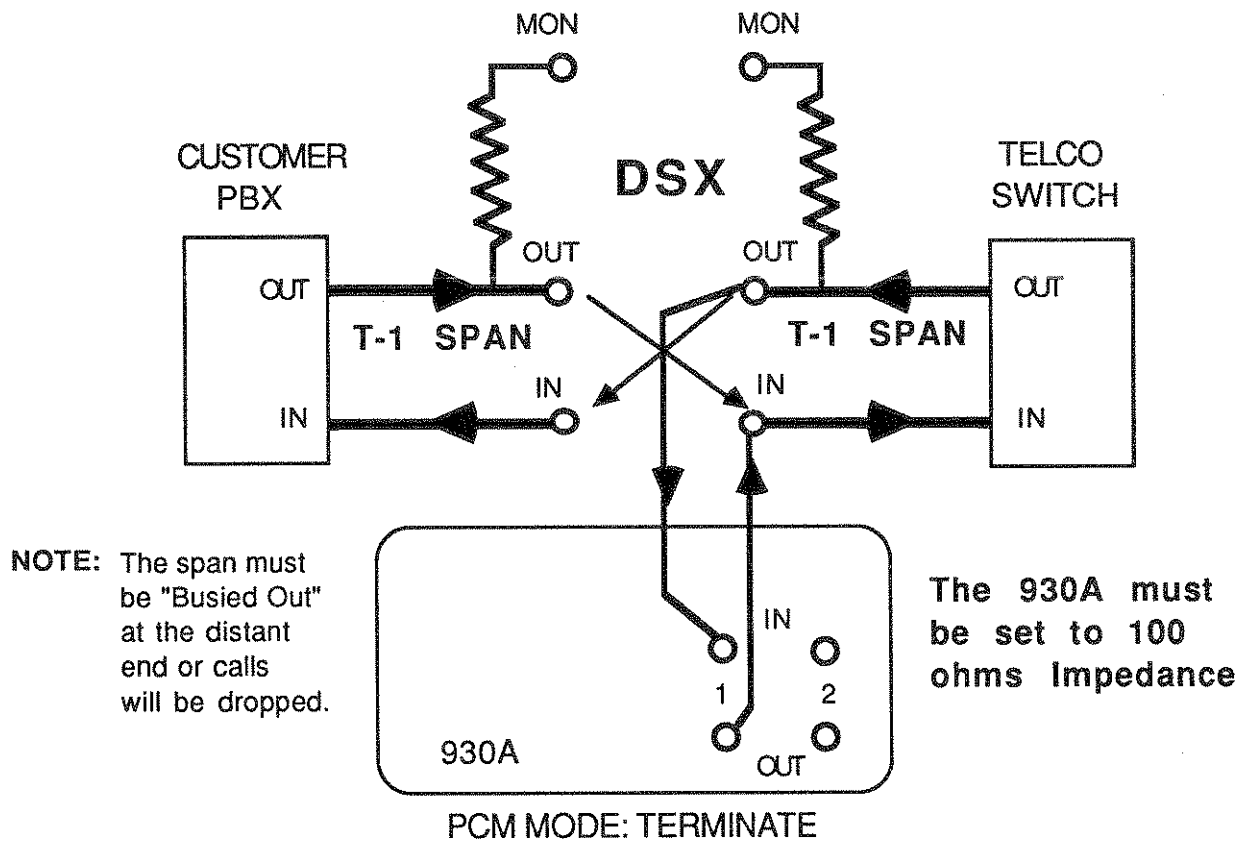 MON
MON
CUSTOMER
PBX
DSX
TELCO
SWITCH
OUT
OUT
OUT
OUT
T-1 SPAN
T-1 SPAN
IN
IN
IN
IN
NOTE: The span must
be "Busied Out"
at the distant
end or calls
will be dropped.
The 930A must
be set to 100
ohms Impedance
IN
1
2
930A
OUT
PCM MODE: TERMINATE